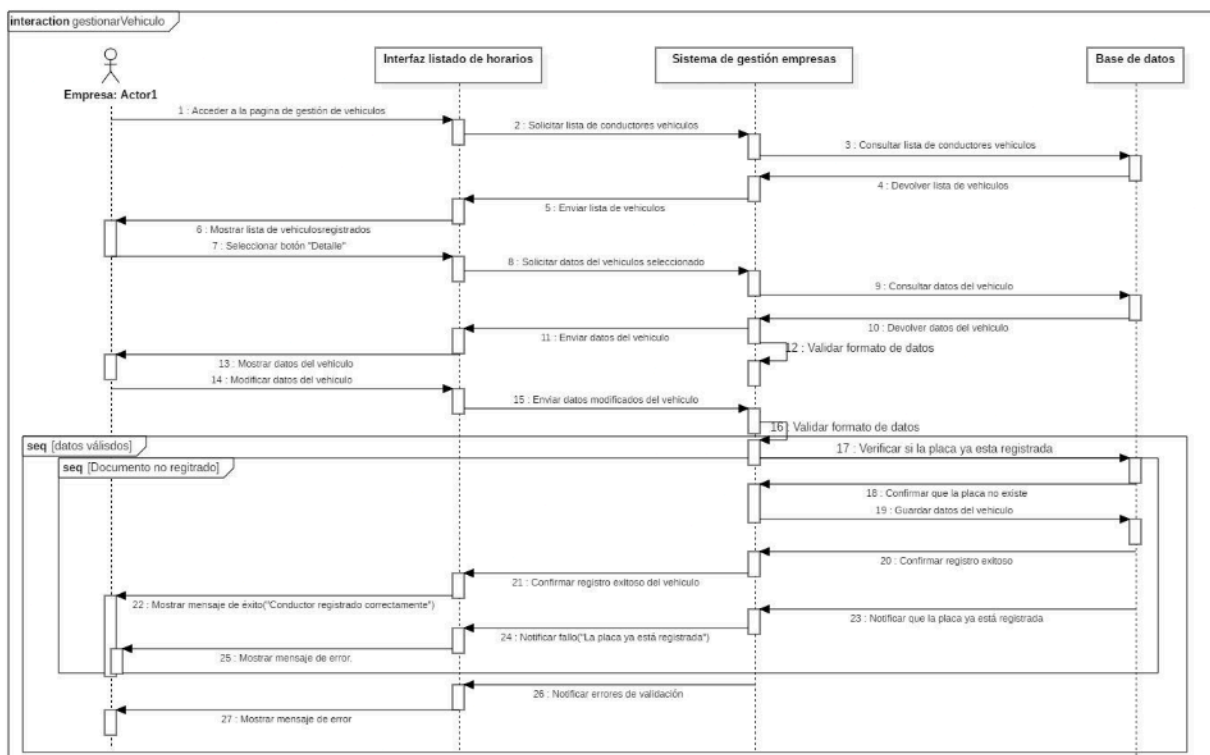 interaction gestionarVehiculo
Empresa: Actor1
Interfaz listado de horarios
Sistema de gestión empresas
Base de datos
1 : Acceder a la pagina de gestión de vehiculos
2 : Solicitar lista de conductores vehiculos
3 : Consultar lista de conductores vehiculos
4 : Devolver lista de vehiculos
5 : Enviar lista de vehiculos
6 : Mostrar lista de vehiculosregistrados
7 : Seleccionar botón "Detalle"
8 : Solicitar datos del vehiculos seleccionado
9 : Consultar datos del vehiculo
10 : Devolver datos del vehiculo
11 : Enviar datos del vehiculo
12 : Validar formato de datos
13 : Mostrar datos del vehiculo
14 : Modificar datos del vehiculo
15 : Enviar datos modificados del vehiculo
16 : Validar formato de datos
seq [datos válisdos]
17 : Verificar si la placa ya esta registrada
seq [Documento no regitrado]
18 : Confirmar que la placa no existe
19 : Guardar datos del vehiculo
20 : Confirmar registro exitoso
21 : Confirmar registro exitoso del vehiculo
22 : Mostrar mensaje de éxito("Conductor registrado correctamente")
23 : Notificar que la placa ya está registrada
24 : Notificar fallo("La placa ya está registrada")
25 : Mostrar mensaje de error.
26 : Notificar errores de validación
27 : Mostrar mensaje de error